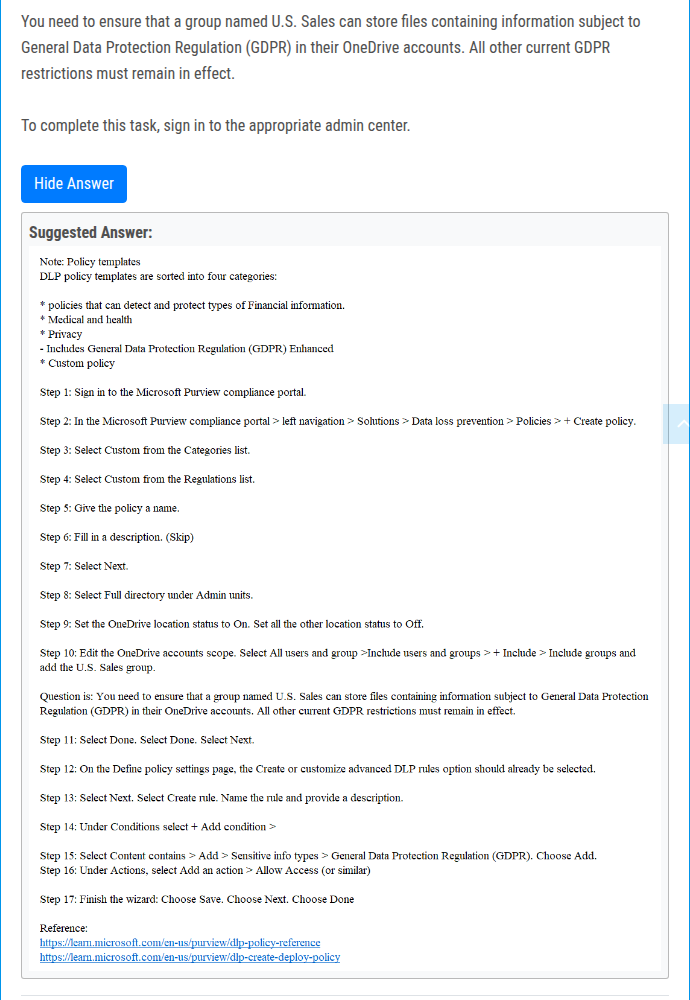 You need to ensure that a group named U.S. Sales can store files containing information subject to
General Data Protection Regulation (GDPR) in their OneDrive accounts. All other current GDPR
restrictions must remain in effect.
To complete this task, sign in to the appropriate admin center.
Hide Answer
Suggested Answer:
Note: Policy templates
DLP policy templates are sorted into four categories:
* policies that can detect and protect types of Financial information.
* Medical and health
* Privacy
- Includes General Data Protection Regulation (GDPR) Enhanced
* Custom policy
Step 1: Sign in to the Microsoft Purview compliance portal.
Step 2: In the Microsoft Purview compliance portal > left navigation > Solutions > Data loss prevention > Policies > + Create policy.
Step 3: Select Custom from the Categories list.
Step 4: Select Custom from the Regulations list.
Step 5: Give the policy a name.
Step 6: Fill in a description. (Skip)
Step 7: Select Next.
Step 8: Select Full directory under Admin units.
Step 9: Set the OneDrive location status to On. Set all the other location status to Off.
Step 10: Edit the OneDrive accounts scope. Select All users and group >Include users and groups > + Include > Include groups and
add the U.S. Sales group.
Question is: You need to ensure that a group named U.S. Sales can store files containing information subject to General Data Protection
Regulation (GDPR) in their OneDrive accounts. All other current GDPR restrictions must remain in effect.
Step 11: Select Done. Select Done. Select Next.
Step 12: On the Define policy settings page, the Create or customize advanced DLP rules option should already be selected.
Step 13: Select Next. Select Create rule. Name the rule and provide a description.
Step 14: Under Conditions select + Add condition >
Step 15: Select Content contains > Add > Sensitive info types > General Data Protection Regulation (GDPR). Choose Add.
Step 16: Under Actions, select Add an action > Allow Access (or similar)
Step 17: Finish the wizard: Choose Save. Choose Next. Choose Done
Reference:
https://learn.microsoft.com/en-us/purview/dlp-policy-reference
https://learn.microsoft.com/en-us/purview/dlp-create-deploy-policy